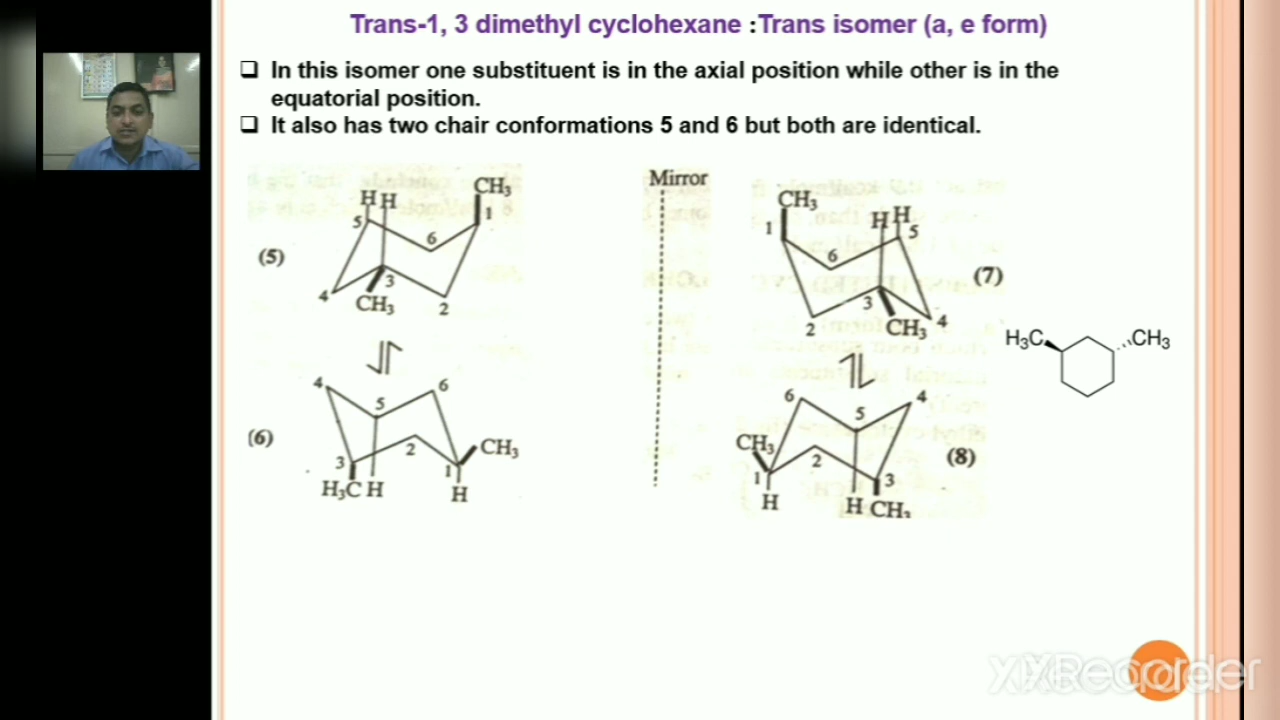 Trans-1, 3 dimethyl cyclohexane :Trans isomer (a, e form)
❑ In this isomer one substituent is in the axial position while other is in the
equatorial position.
❑ It also has two chair conformations 5 and 6 but both are identical.
Mirror
CH₃
H H
5
1
6
(5)
3
4
CH₃
2
CH₃
H H
1
5
6
(7)
3
2
CH₃
4
H₃C
CH₃
4
6
5
(6)
2
CH₃
3
1
H₃C H
H
6
4
5
CH₃
2
(8)
1
3
H
H CH₃
XXRecorder